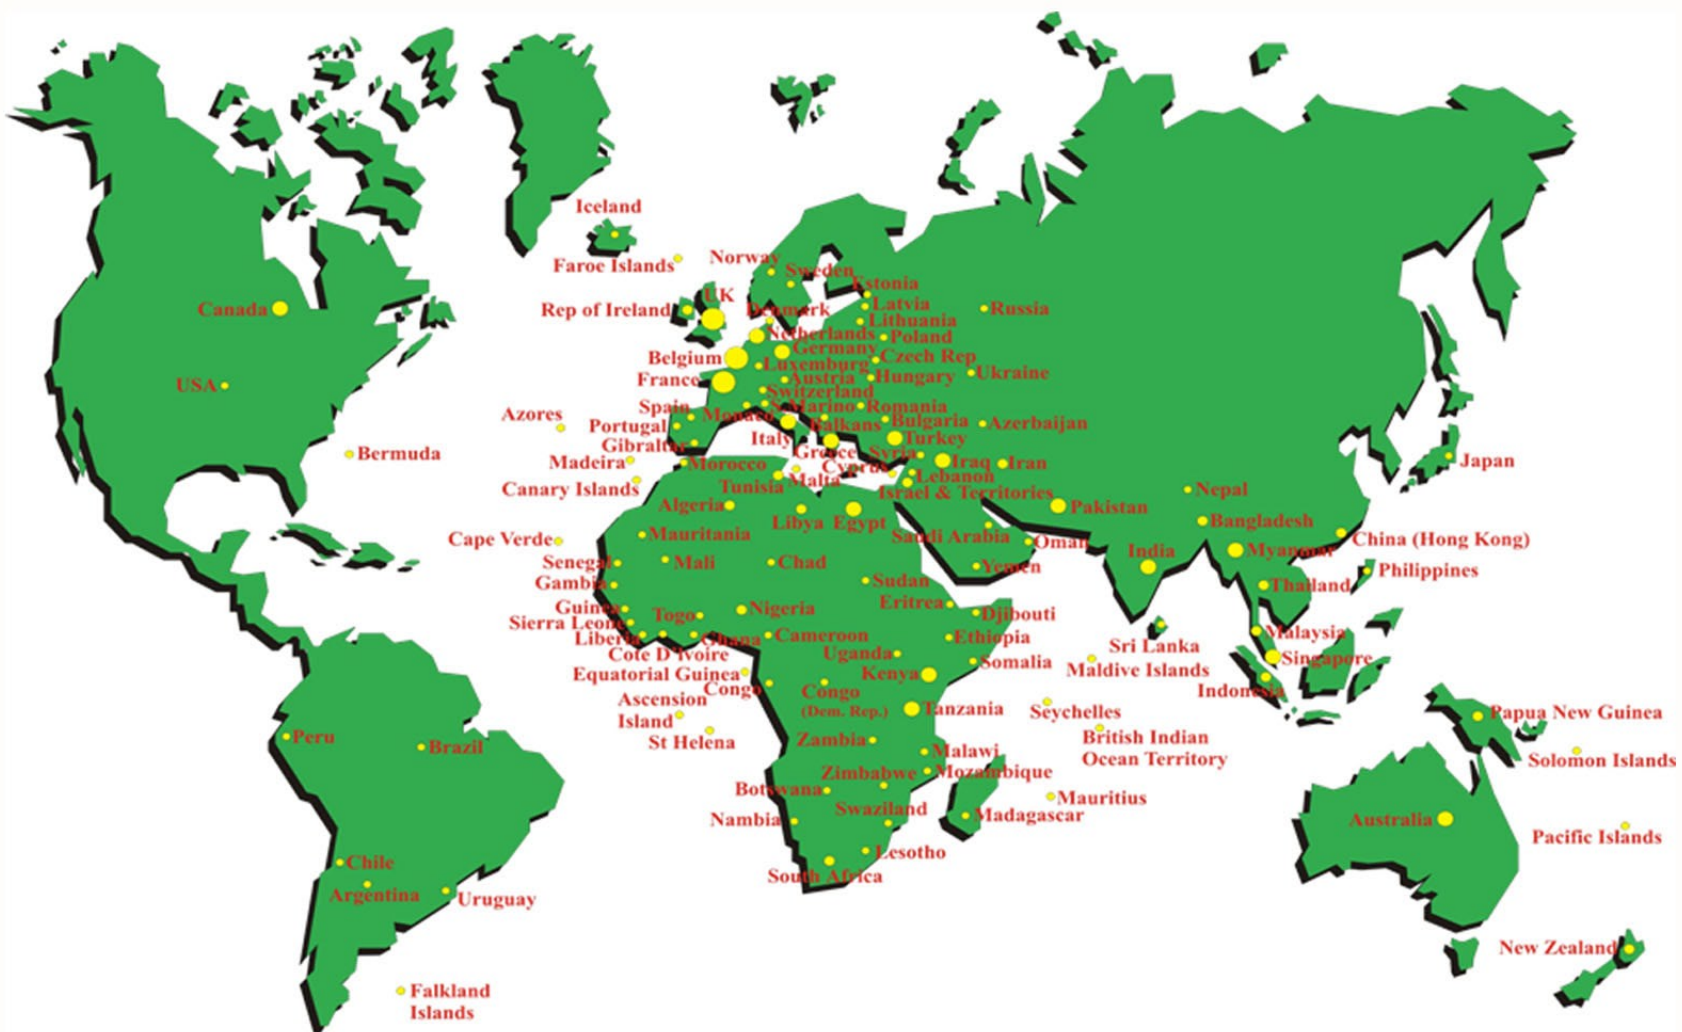 Iceland
Faroe Islands
Norway
Sweden
Estonia
UK
Rep of Ireland
Denmark
Latvia
Russia
Canada
Lithuania
Netherlands
Poland
Germany
Belgium
Luxemburg
Czech Rep
Ukraine
France
Austria
Hungary
USA
Switzerland
Spain
Monaco
S.Marino
Romania
Azores
Portugal
Balkans
Bulgaria
Azerbaijan
Gibraltar
Italy
Turkey
Bermuda
Greece
Syria
Madeira
Morocco
Cyprus
Iraq
Iran
Japan
Canary Islands
Tunisia
Malta
Lebanon
Israel & Territories
Nepal
Algeria
Pakistan
Libya
Egypt
Bangladesh
Cape Verde
Mauritania
Saudi Arabia
Oman
China (Hong Kong)
India
Myanmar
Senegal
Mali
Chad
Yemen
Philippines
Gambia
Sudan
Thailand
Guinea
Togo
Nigeria
Eritrea
Djibouti
Sierra Leone
Liberia
Ghana
Cameroon
Ethiopia
Malaysia
Cote D'Ivoire
Uganda
Somalia
Sri Lanka
Maldive Islands
Singapore
Equatorial Guinea
Kenya
Congo
Congo
(Dem. Rep.)
Indonesia
Ascension
Island
Tanzania
Seychelles
Papua New Guinea
Peru
Brazil
St Helena
Zambia
Malawi
British Indian
Ocean Territory
Solomon Islands
Zimbabwe
Mozambique
Botswana
Mauritius
Swaziland
Nambia
Madagascar
Australia
Pacific Islands
Chile
Lesotho
South Africa
Argentina
Uruguay
New Zealand
Falkland
Islands